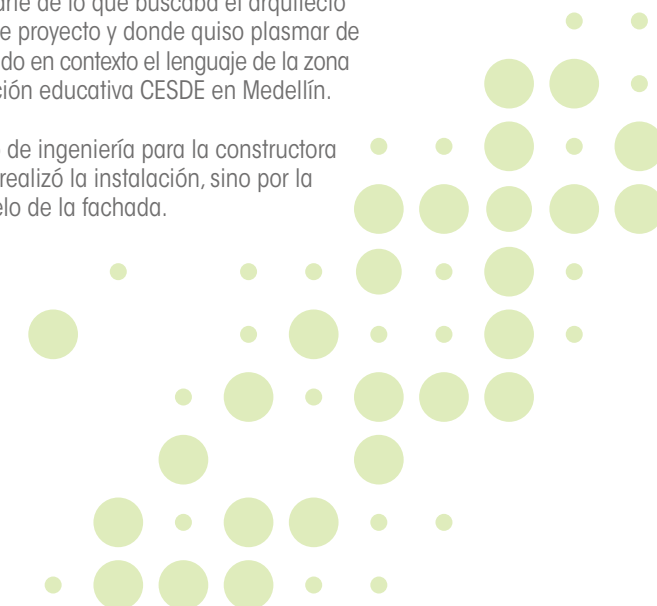 arte de lo que buscaba el arquitecto
e proyecto y donde quiso plasmar de
do en contexto el lenguaje de la zona
ción educativa CESDE en Medellín.
de ingeniería para la constructora
realizó la instalación, sino por la
elo de la fachada.